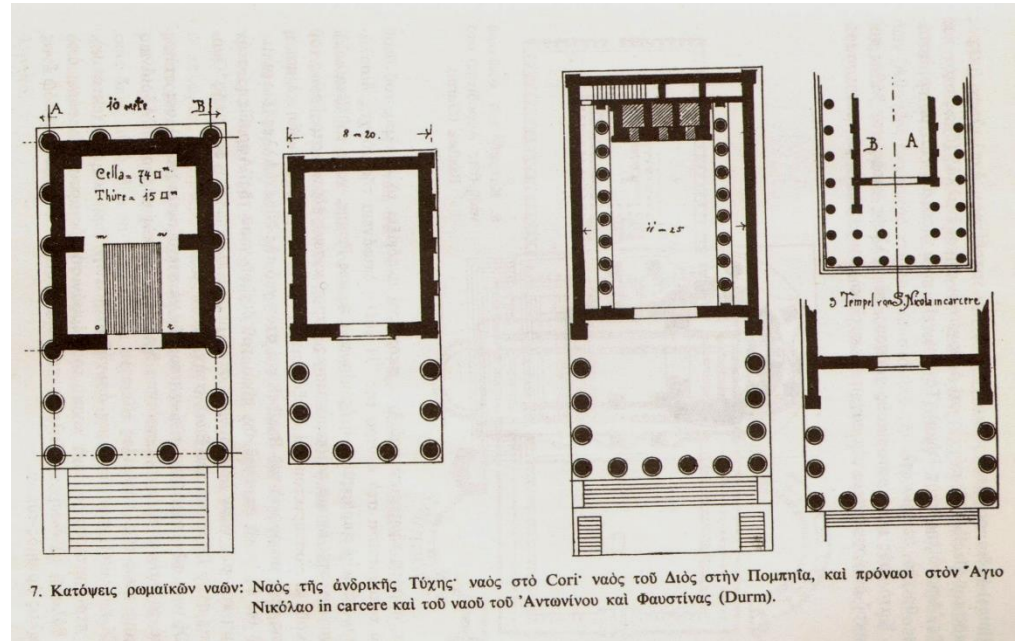 A 10 mete B
Cella = 74 □m
Thüre = 15 □m
m n
o
8 – 20.
11 – 25
B. A
3 Tempel von S. Nicola in carcere
7. Κατόψεις ρωμαϊκῶν ναῶν: Ναὸς τῆς ἀνδρικῆς Τύχης· ναὸς στὸ Cori· ναὸς τοῦ Διὸς στὴν Πομπηΐα, καὶ πρόναοι στὸν Ἅγιο
Νικόλαο in carcere καὶ τοῦ ναοῦ τοῦ Ἀντωνίνου καὶ Φαυστίνας (Durm).